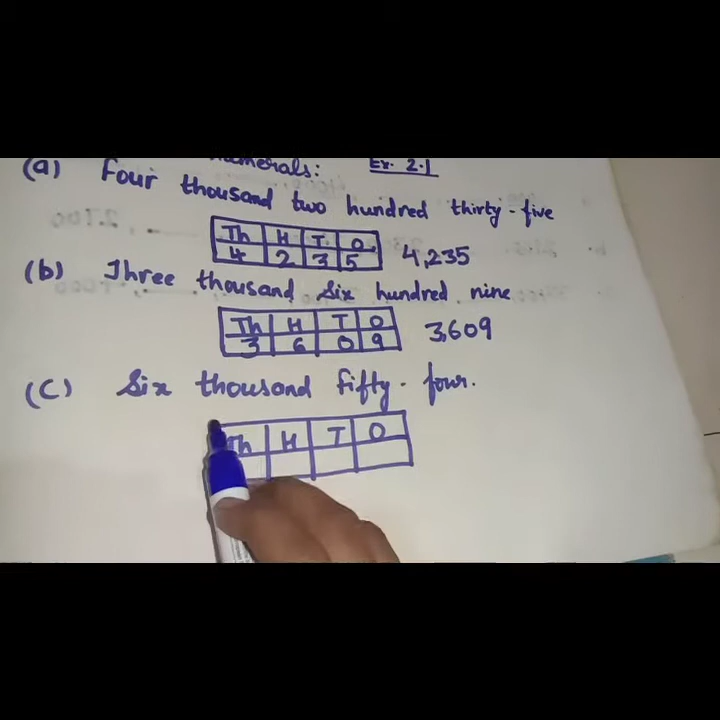 numerals: Ex. 2.1
(a) Four thousand two hundred thirty-five
Th H T O
4 2 3 5 4,235
(b) Three thousand six hundred nine
Th H T O
3 6 0 9 3,609
(C) Six thousand fifty-four.
Th H T O